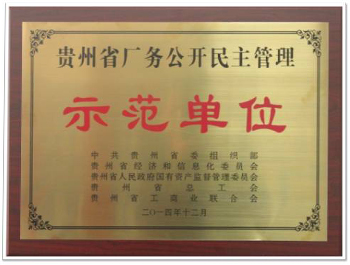 贵州省厂务公开民主管理
示范单位
中共贵州省委组织部
贵州省经济和信息化委员会
贵州省人民政府国有资产监督管理委员会
贵州省总工会
贵州省工商业联合会
二〇一四年十二月